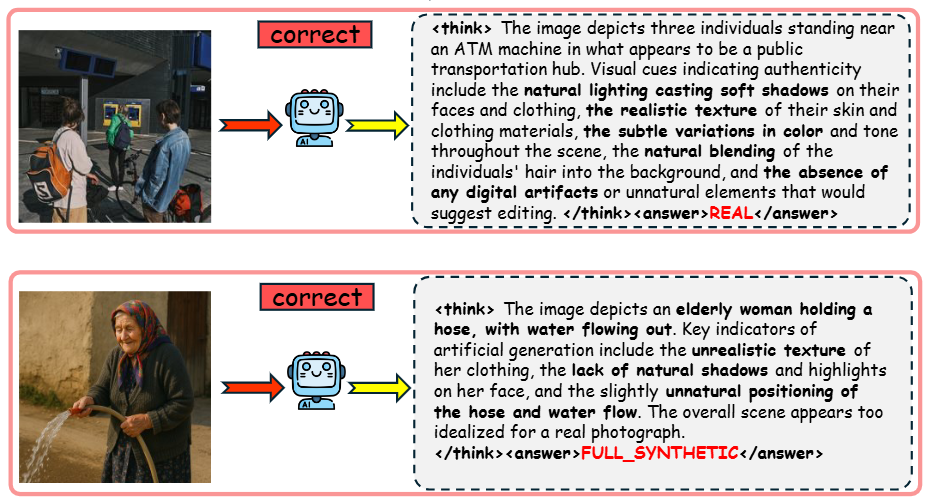 correct
<think> The image depicts three individuals standing near
an ATM machine in what appears to be a public
transportation hub. Visual cues indicating authenticity
include the natural lighting casting soft shadows on their
faces and clothing, the realistic texture of their skin and
clothing materials, the subtle variations in color and tone
throughout the scene, the natural blending of the
individuals' hair into the background, and the absence of
any digital artifacts or unnatural elements that would
suggest editing. </think><answer>REAL</answer>
AI
correct
<think> The image depicts an elderly woman holding a
hose, with water flowing out. Key indicators of
artificial generation include the unrealistic texture of
her clothing, the lack of natural shadows and highlights
on her face, and the slightly unnatural positioning of
the hose and water flow. The overall scene appears too
idealized for a real photograph.
</think><answer>FULL_SYNTHETIC</answer>
AI